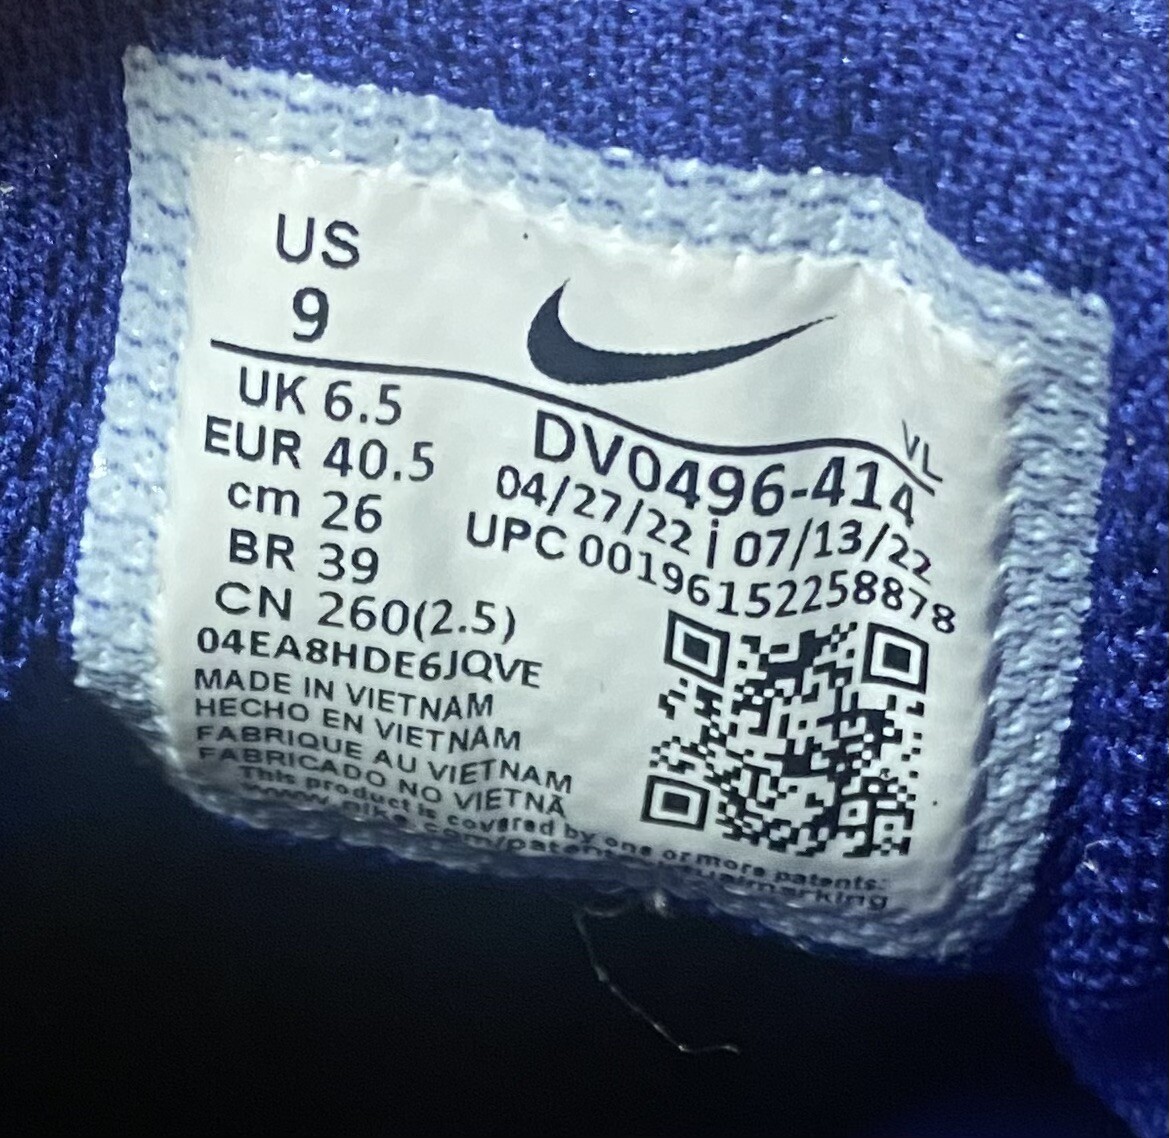 US
9
UK 6.5
EUR 40.5
cm 26
BR 39
CN 260(2.5)
04EA8HDE6JQVE
MADE IN VIETNAM
HECHO EN VIETNAM
FABRIQUE AU VIETNAM
FABRICADO NO VIETNÃ
This product is covered by one or more patents:
VL
DV0496-414
04/27/22 i 07/13/22
UPC 00196152258878